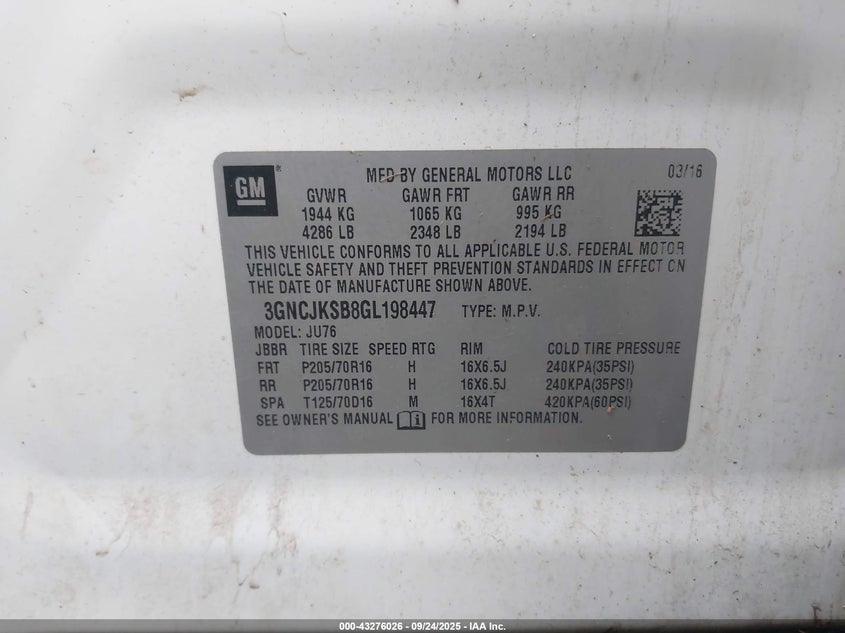 GM®
MFD BY GENERAL MOTORS LLC 03/16
GVWR GAWR FRT GAWR RR
1944 KG 1065 KG 995 KG
4286 LB 2348 LB 2194 LB
THIS VEHICLE CONFORMS TO ALL APPLICABLE U.S. FEDERAL MOTOR
VEHICLE SAFETY AND THEFT PREVENTION STANDARDS IN EFFECT ON
THE DATE OF MANUFACTURE SHOWN ABOVE.
3GNCJKSB8GL198447 TYPE: M.P.V.
MODEL: JU76
JBBR TIRE SIZE SPEED RTG RIM COLD TIRE PRESSURE
FRT P205/70R16 H 16X6.5J 240KPA(35PSI)
RR P205/70R16 H 16X6.5J 240KPA(35PSI)
SPA T125/70D16 M 16X4T 420KPA(60PSI)
SEE OWNER'S MANUAL FOR MORE INFORMATION.
000-43276026 - 09/24/2025 - IAA Inc.